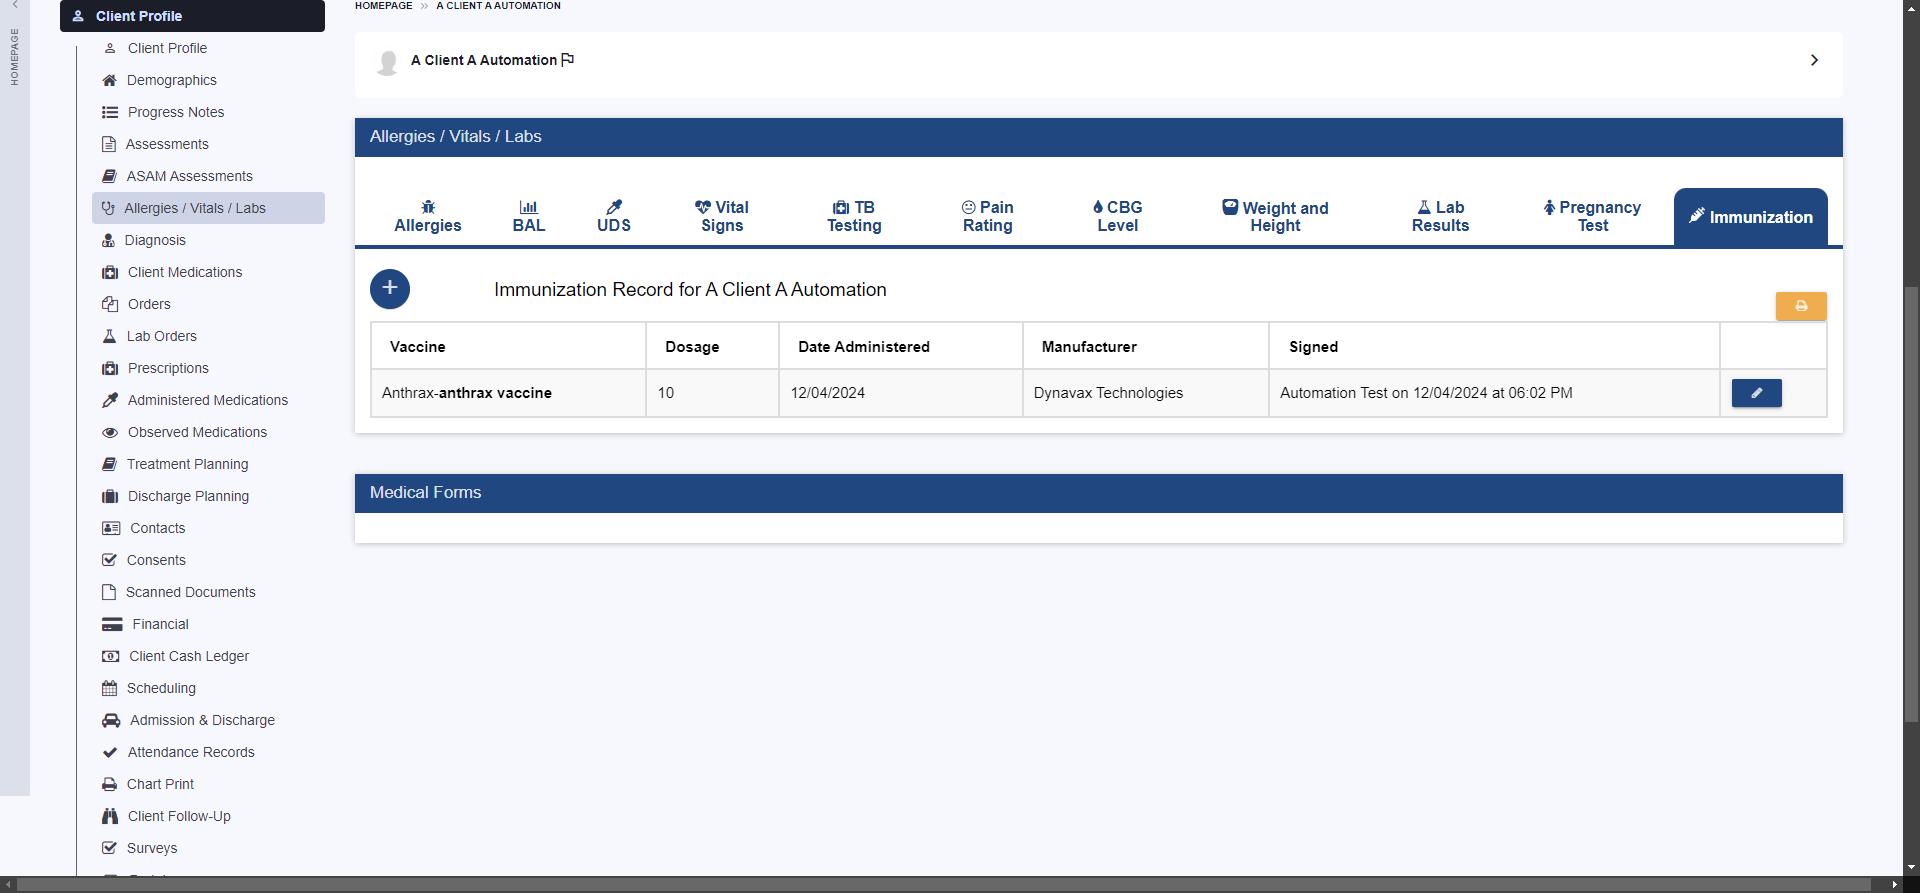 HOMEPAGE
Client Profile
Client Profile
Demographics
Progress Notes
Assessments
ASAM Assessments
Allergies / Vitals / Labs
Diagnosis
Client Medications
Orders
Lab Orders
Prescriptions
Administered Medications
Observed Medications
Treatment Planning
Discharge Planning
Contacts
Consents
Scanned Documents
Financial
Client Cash Ledger
Scheduling
Admission & Discharge
Attendance Records
Chart Print
Client Follow-Up
Surveys
HOMEPAGE » A CLIENT A AUTOMATION
A Client A Automation
Allergies / Vitals / Labs
Allergies
BAL
UDS
Vital
Signs
TB
Testing
Pain
Rating
CBG
Level
Weight and
Height
Lab
Results
Pregnancy
Test
Immunization
+
Immunization Record for A Client A Automation
Vaccine Dosage Date Administered Manufacturer Signed
Anthrax-anthrax vaccine 10 12/04/2024 Dynavax Technologies Automation Test on 12/04/2024 at 06:02 PM
Medical Forms